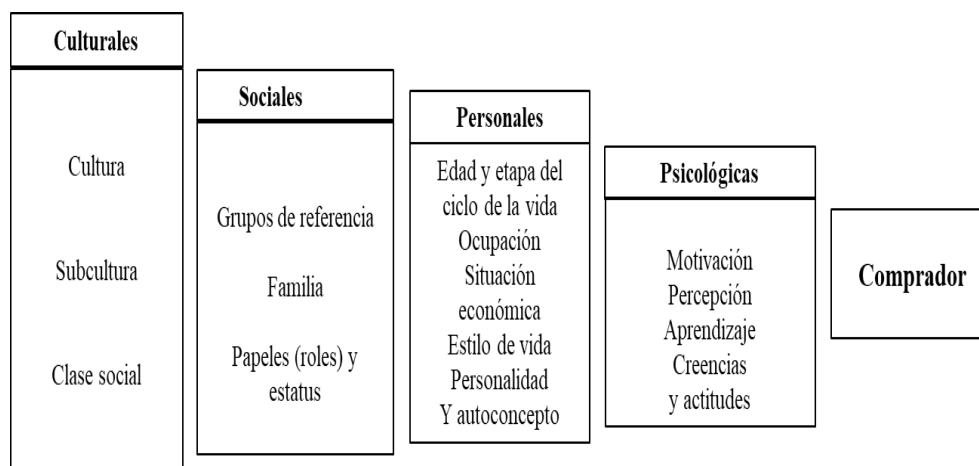 Culturales
Cultura
Subcultura
Clase social
Sociales
Grupos de referencia
Familia
Papeles (roles) y
estatus
Personales
Edad y etapa del
ciclo de la vida
Ocupación
Situación
económica
Estilo de vida
Personalidad
Y autoconcepto
Psicológicas
Motivación
Percepción
Aprendizaje
Creencias
y actitudes
Comprador